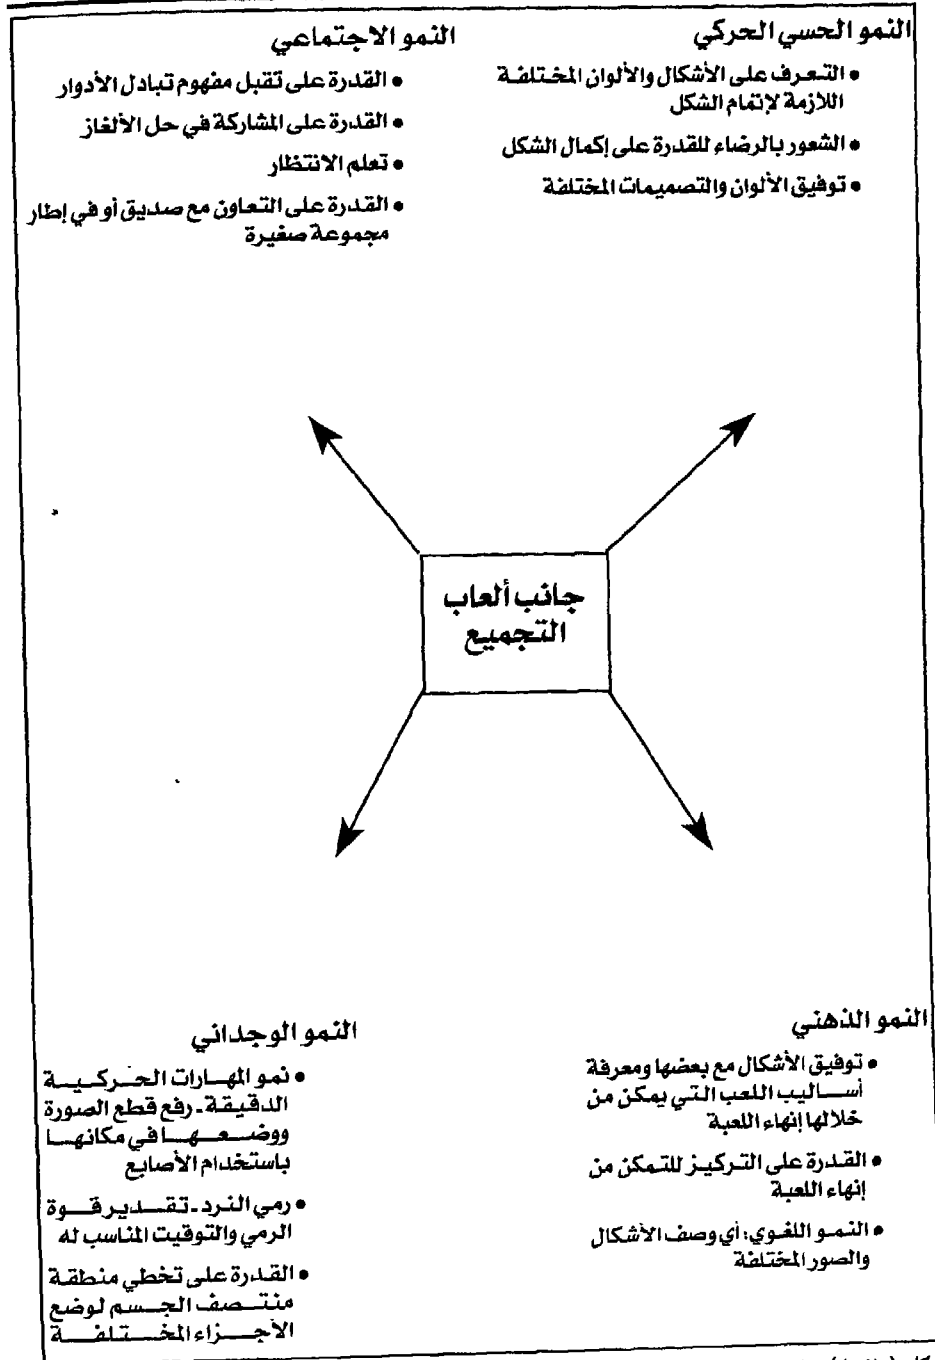 النمو الحسي الحركي
• التعرف على الأشكال والألوان المختلفة
اللازمة لإتمام الشكل
• الشعور بالرضاء للقدرة على إكمال الشكل
• توفيق الألوان والتصميمات المختلفة
النمو الاجتماعي
• القدرة على تقبل مفهوم تبادل الأدوار
• القدرة على المشاركة في حل الألغاز
• تعلم الانتظار
• القدرة على التعاون مع صديق أو في إطار
مجموعة صغيرة
جانب ألعاب
التجميع
النمو الذهني
• توفيق الأشكال مع بعضها ومعرفة
أساليب اللعب التي يمكن من
خلالها إنهاء اللعبة
• القدرة على التركيز للتمكن من
إنهاء اللعبة
• النمو اللغوي: أي وصف الأشكال
والصور المختلفة
النمو الوجداني
• نمو المهارات الحركية
الدقيقة - رفع قطع الصورة
ووضعها في مكانها
باستخدام الأصابع
• رمي النرد - تقدير قوة
الرمي والتوقيت المناسب له
• القدرة على تخطي منطقة
منتصف الجسم لوضع
الأجزاء المختلفة